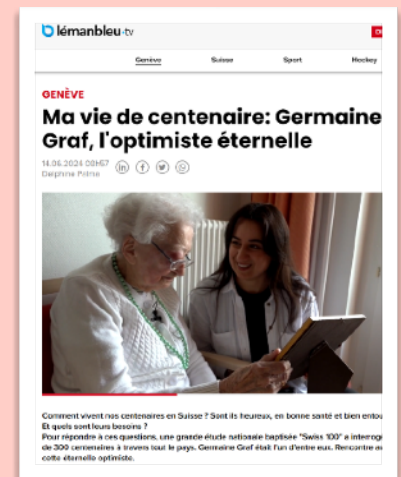 lémanbleu.tv
Genève Suisse Sport Hockey
GENÈVE
Ma vie de centenaire: Germaine
Graf, l'optimiste éternelle
14.06.2024 09h57
Delphine Palma
Comment vivent nos centenaires en Suisse ? Sont ils heureux, en bonne santé et bien
Et quels sont leurs besoins ?
Pour répondre à ces questions, une grande étude nationale baptisée "Swiss 100" a
de 300 centenaires à travers tout le pays. Germaine Graf était l'un d'entre eux. Rencontre
cette éternelle optimiste.